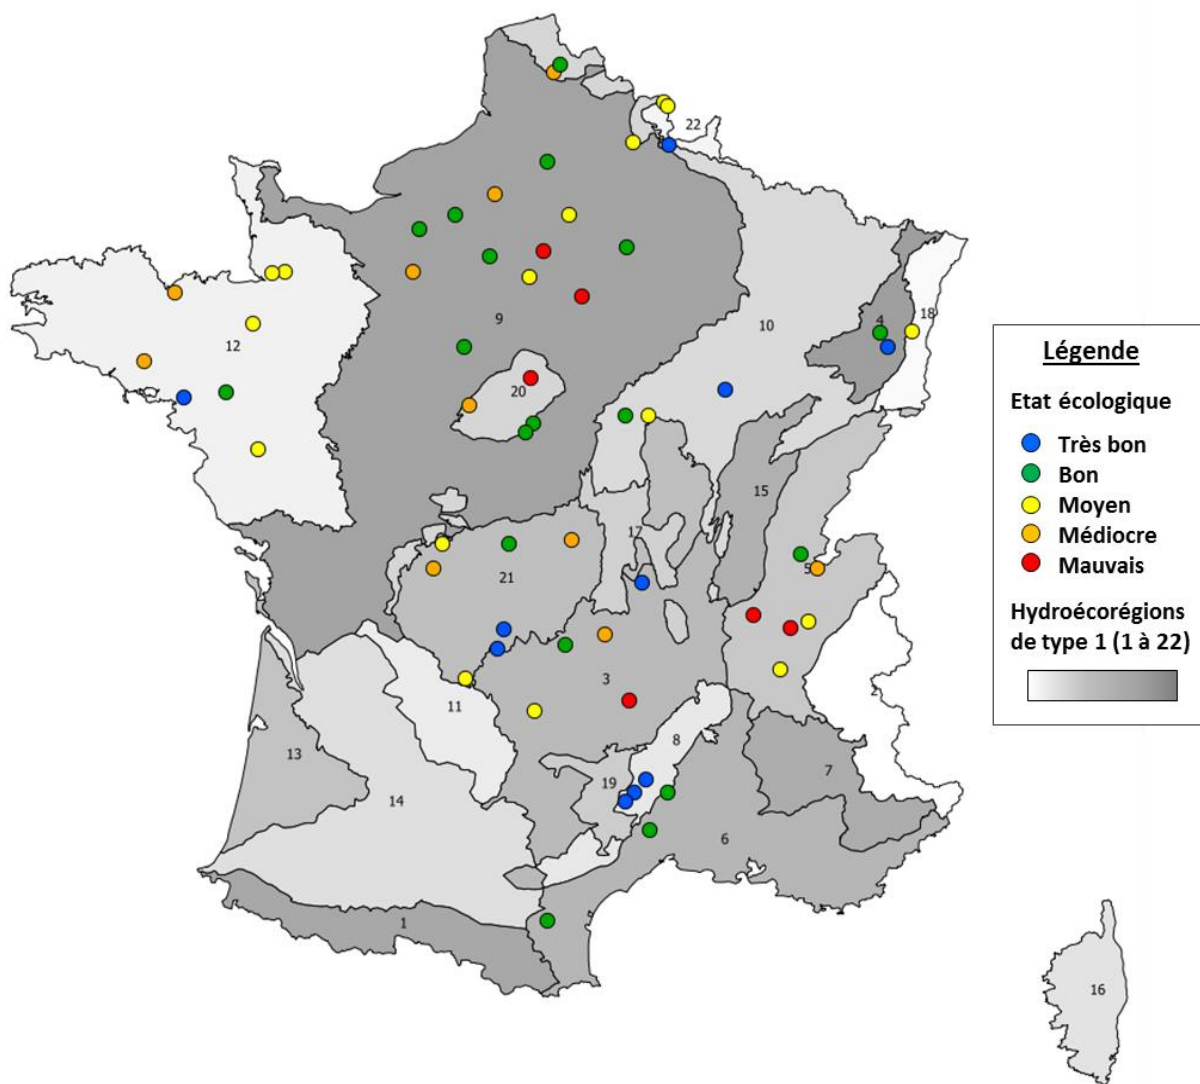 22
18
4
9
10
12
20
15
17
5
21
3
11
8
13
7
19
14
6
1
16
Légende
Etat écologique
Très bon
Bon
Moyen
Médiocre
Mauvais
Hydroécorégions
de type 1 (1 à 22)